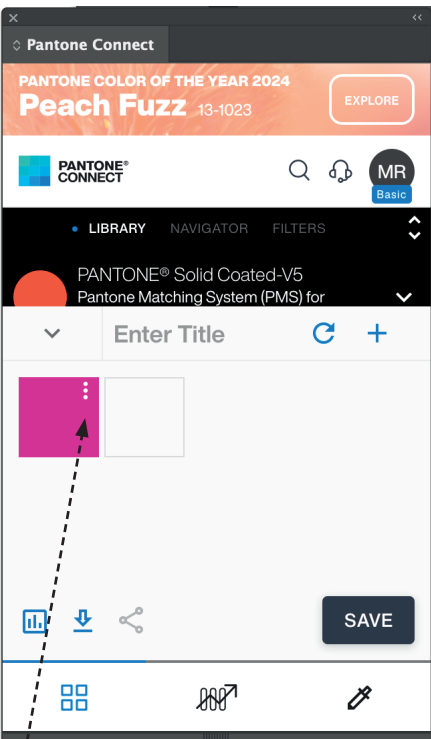 Pantone Connect
PANTONE COLOR OF THE YEAR 2024
Peach Fuzz 13-1023
EXPLORE
PANTONE®
CONNECT
MR
Basic
LIBRARY NAVIGATOR FILTERS
PANTONE® Solid Coated-V5
Pantone Matching System (PMS) for
Enter Title
SAVE